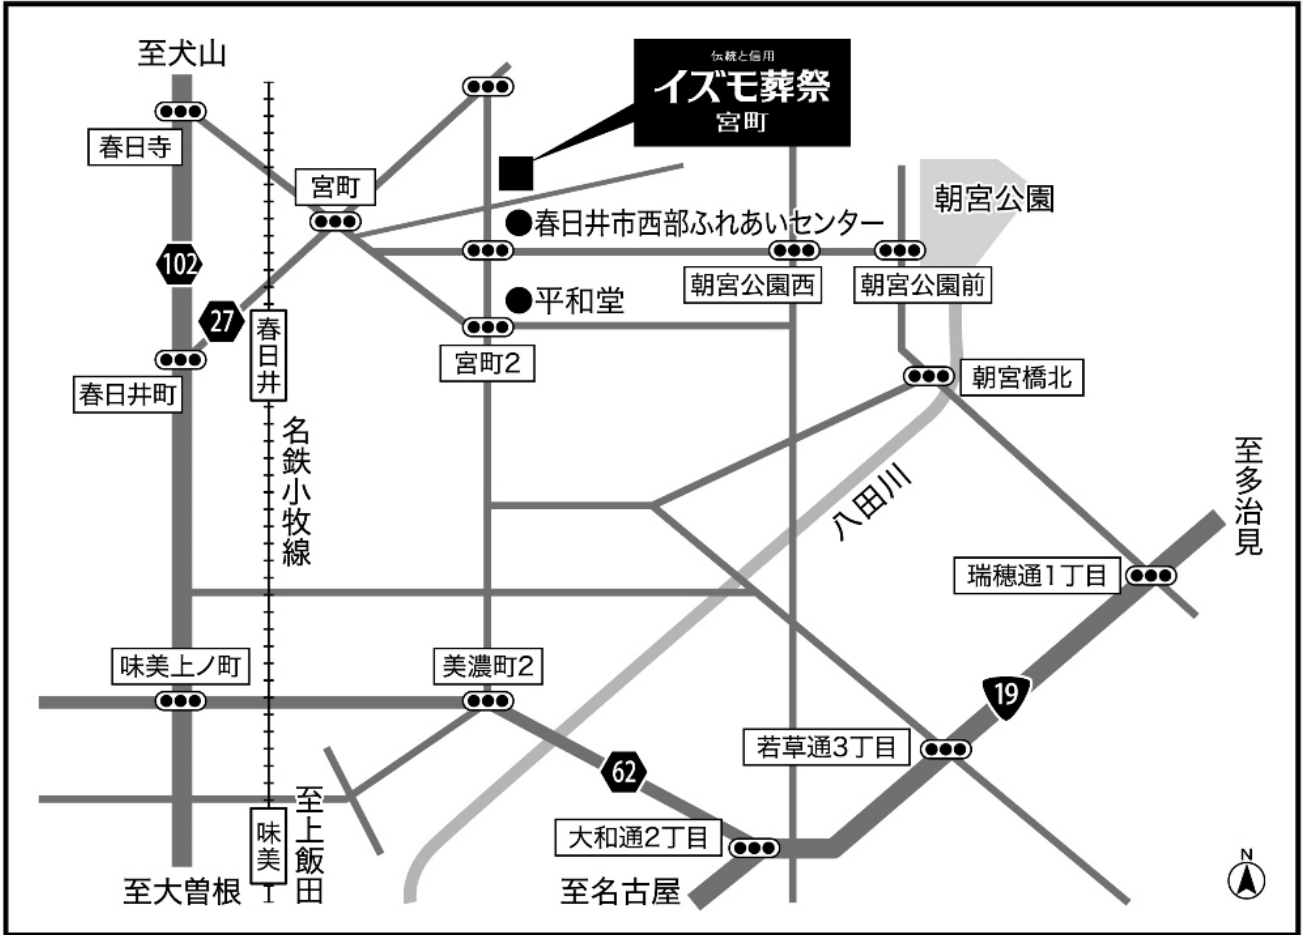 至犬山
伝統と信用
イズモ葬祭
宮町
春日寺
宮町
朝宮公園
春日井市西部ふれあいセンター
102
朝宮公園西
朝宮公園前
平和堂
27
春日井
宮町2
春日井町
朝宮橋北
名鉄小牧線
八田川
至多治見
瑞穂通1丁目
味美上ノ町
美濃町2
19
若草通3丁目
62
大和通2丁目
味美
至上飯田
至大曽根
至名古屋
N